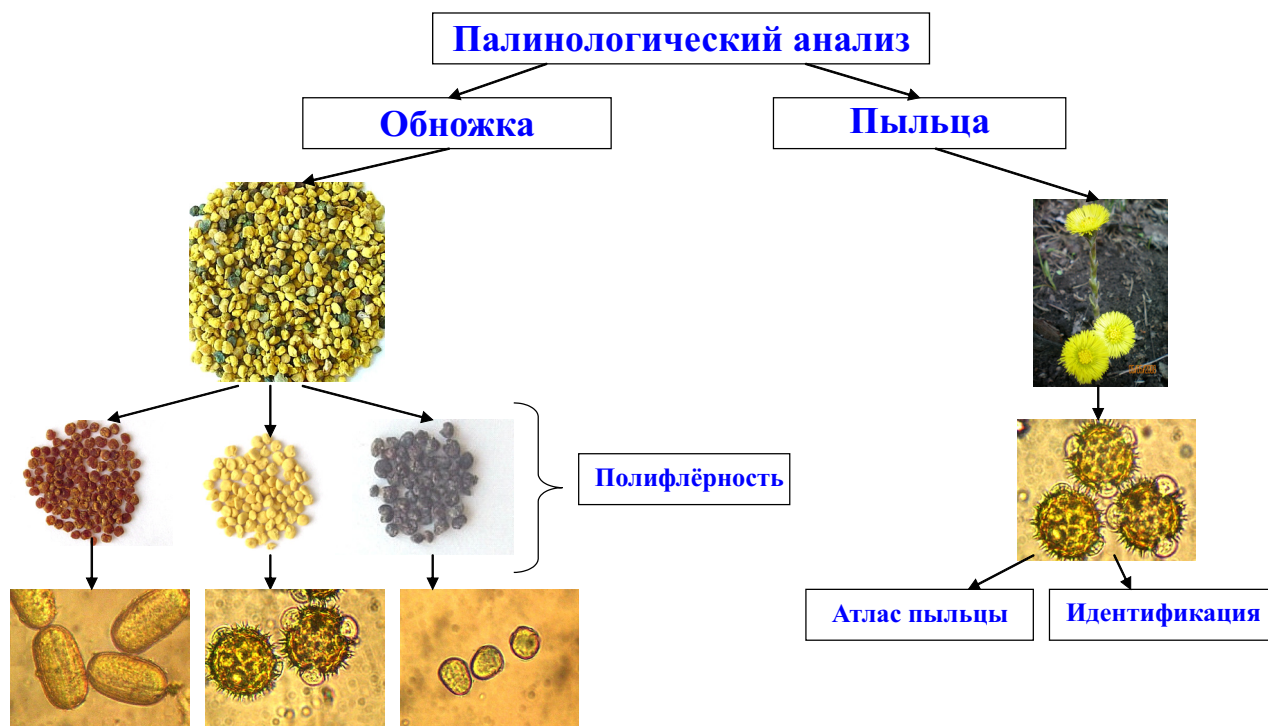 Палинологический анализ
Обножка
Пыльца
Полифлёрность
Атлас пыльцы
Идентификация